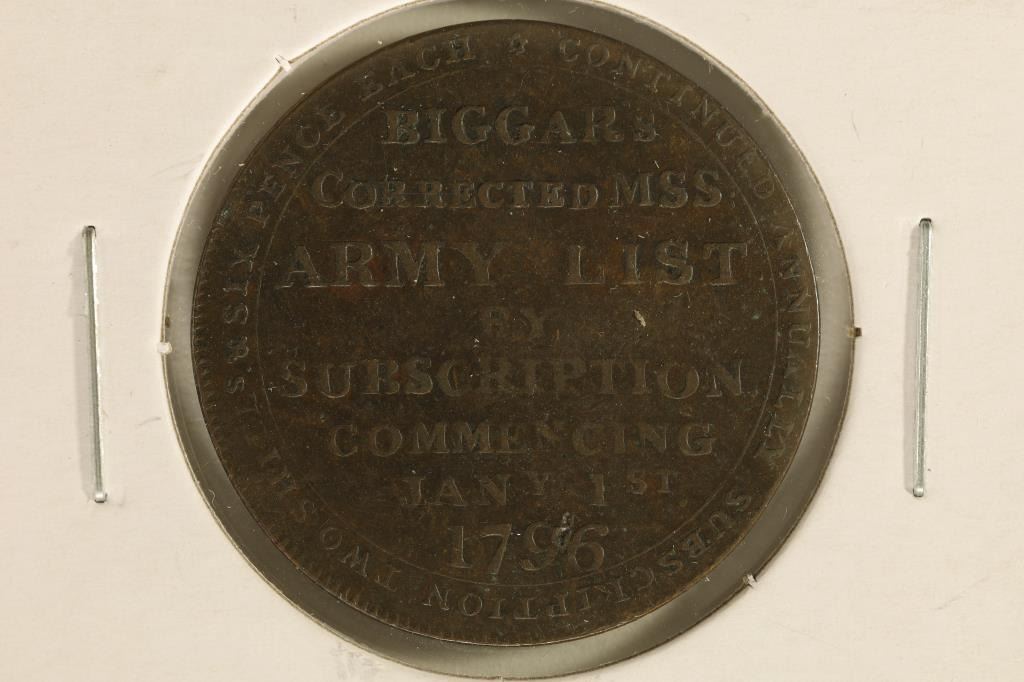 BIGGARS
CORRECTED MSS.
ARMY LIST
BY
SUBSCRIPTION.
COMMENCING
JANY 1ST
1796
SUBSCRIPTION TWO SHILLS. & SIX PENCE EACH & CONTINUED ANNUALLY